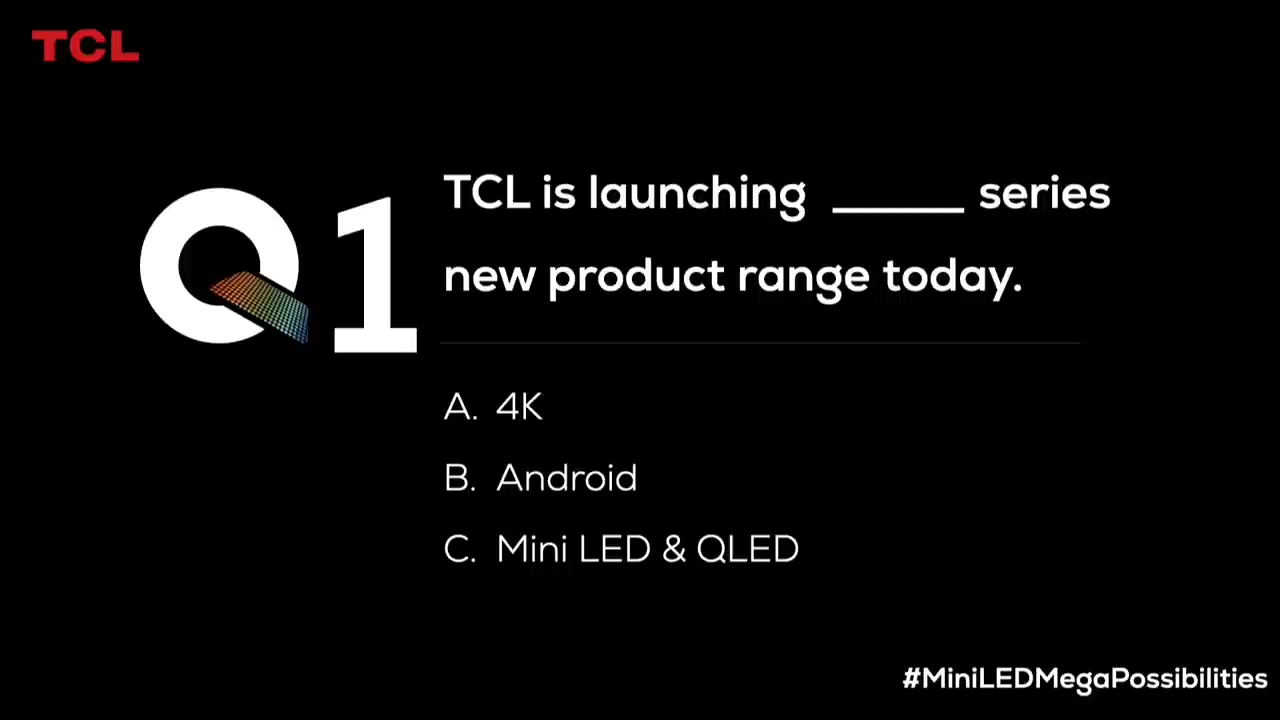 TCL
Q1
TCL is launching ______ series
new product range today.
A. 4K
B. Android
C. Mini LED & QLED
#MiniLEDMegaPossibilities